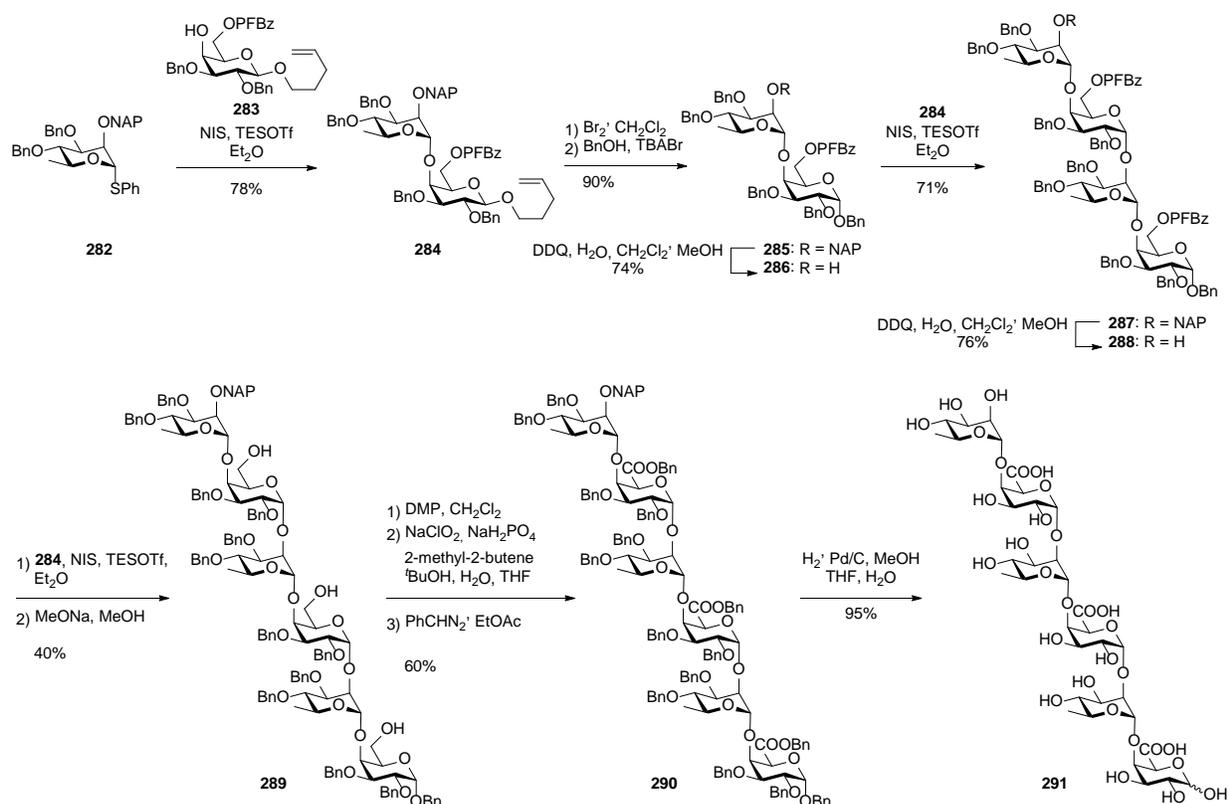 OPFBz
HO
O
BnO
O
OBn
283
NIS, TESOTf
Et₂O
78%
BnO
ONAP
BnO
O
SPh
282
BnO
ONAP
BnO
O
O
OPFBz
O
BnO
O
OBn
284
1) Br₂' CH₂Cl₂
2) BnOH, TBABr
90%
BnO
OR
BnO
O
O
OPFBz
O
BnO
BnO
OBn
DDQ, H₂O, CH₂Cl₂' MeOH
74%
285: R = NAP
286: R = H
284
NIS, TESOTf
Et₂O
71%
BnO
OR
BnO
O
O
OPFBz
O
BnO
BnO
O
BnO
BnO
O
O
OPFBz
O
BnO
BnO
OBn
DDQ, H₂O, CH₂Cl₂' MeOH
76%
287: R = NAP
288: R = H
1) 284, NIS, TESOTf,
Et₂O
2) MeONa, MeOH
40%
BnO
ONAP
BnO
O
O
OH
O
BnO
BnO
O
BnO
BnO
O
O
OH
O
BnO
BnO
O
BnO
BnO
O
O
OH
O
BnO
BnO
OBn
289
1) DMP, CH₂Cl₂
2) NaClO₂, NaH₂PO₄
2-methyl-2-butene
ᵗBuOH, H₂O, THF
3) PhCHN₂' EtOAc
60%
BnO
ONAP
BnO
O
O
COOBn
O
BnO
BnO
O
BnO
BnO
O
O
COOBn
O
BnO
BnO
O
BnO
BnO
O
O
COOBn
O
BnO
BnO
OBn
290
H₂' Pd/C, MeOH
THF, H₂O
95%
HO
OH
HO
O
O
COOH
O
HO
HO
O
HO
HO
O
O
COOH
O
HO
HO
O
HO
HO
O
O
COOH
O
HO
HO
OH
291